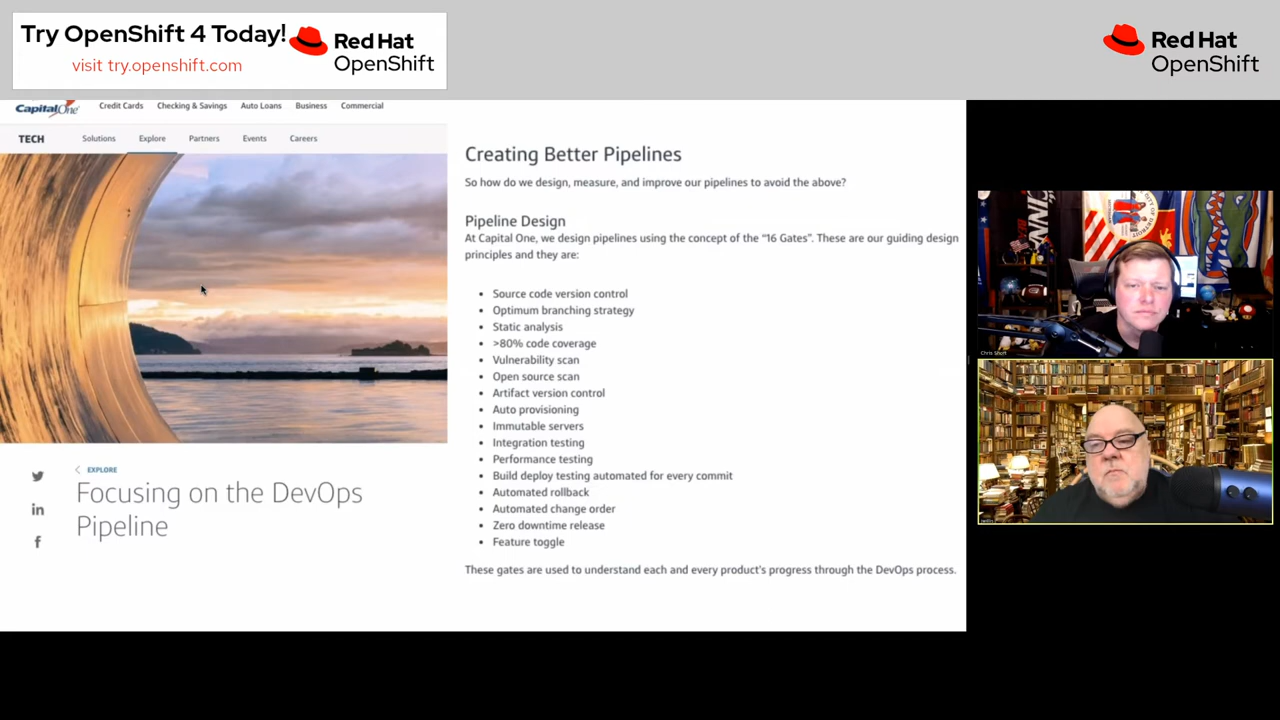 Try OpenShift 4 Today!
visit try.openshift.com
Red Hat
OpenShift
Red Hat
OpenShift
CapitalOne
Credit Cards
Checking & Savings
Auto Loans
Business
Commercial
TECH
Solutions
Explore
Partners
Events
Careers
EXPLORE
Focusing on the DevOps
Pipeline
Creating Better Pipelines
So how do we design, measure, and improve our pipelines to avoid the above?
Pipeline Design
At Capital One, we design pipelines using the concept of the “16 Gates”. These are our guiding design
principles and they are:
• Source code version control
• Optimum branching strategy
• Static analysis
• >80% code coverage
• Vulnerability scan
• Open source scan
• Artifact version control
• Auto provisioning
• Immutable servers
• Integration testing
• Performance testing
• Build deploy testing automated for every commit
• Automated rollback
• Automated change order
• Zero downtime release
• Feature toggle
These gates are used to understand each and every product's progress through the DevOps process.
Chris Short